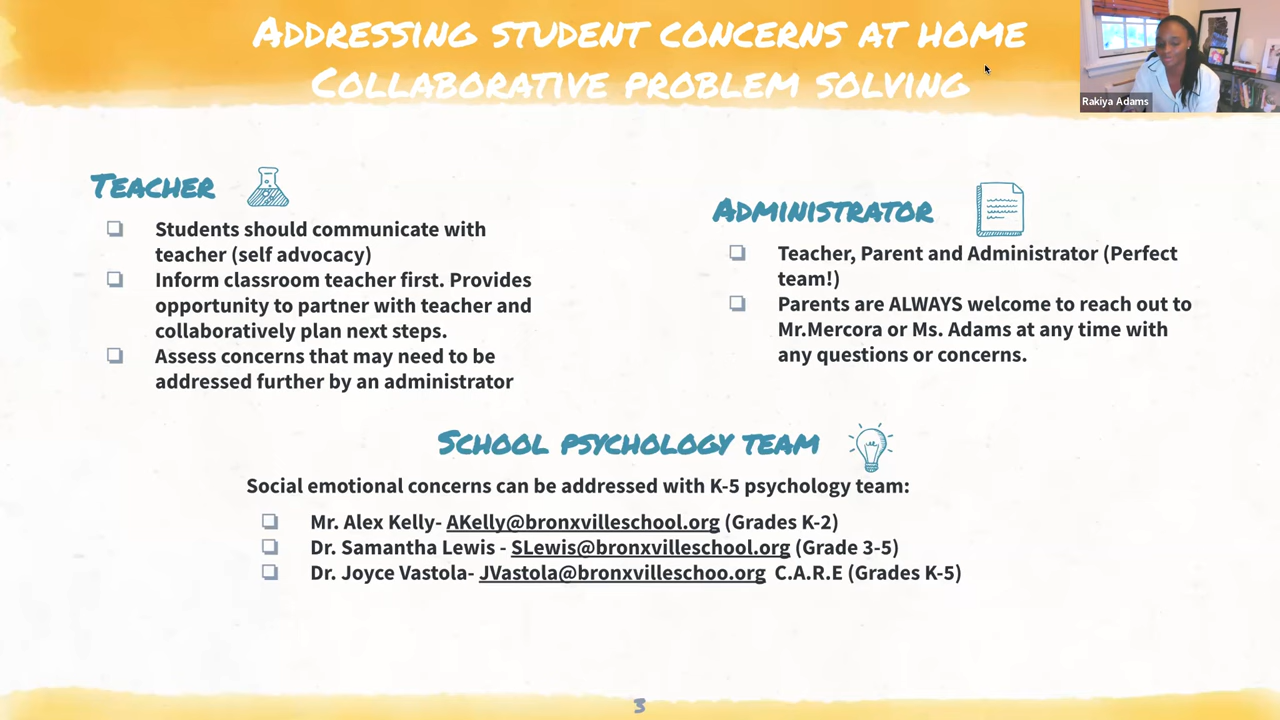 Addressing student concerns at home
Collaborative problem solving
Rakiya Adams
Teacher
❏ Students should communicate with
teacher (self advocacy)
❏ Inform classroom teacher first. Provides
opportunity to partner with teacher and
collaboratively plan next steps.
❏ Assess concerns that may need to be
addressed further by an administrator
Administrator
❏ Teacher, Parent and Administrator (Perfect
team!)
❏ Parents are ALWAYS welcome to reach out to
Mr.Mercora or Ms. Adams at any time with
any questions or concerns.
School psychology team
Social emotional concerns can be addressed with K-5 psychology team:
❏ Mr. Alex Kelly- AKelly@bronxvilleschool.org (Grades K-2)
❏ Dr. Samantha Lewis - SLewis@bronxvilleschool.org (Grade 3-5)
❏ Dr. Joyce Vastola- JVastola@bronxvilleschoo.org C.A.R.E (Grades K-5)
3